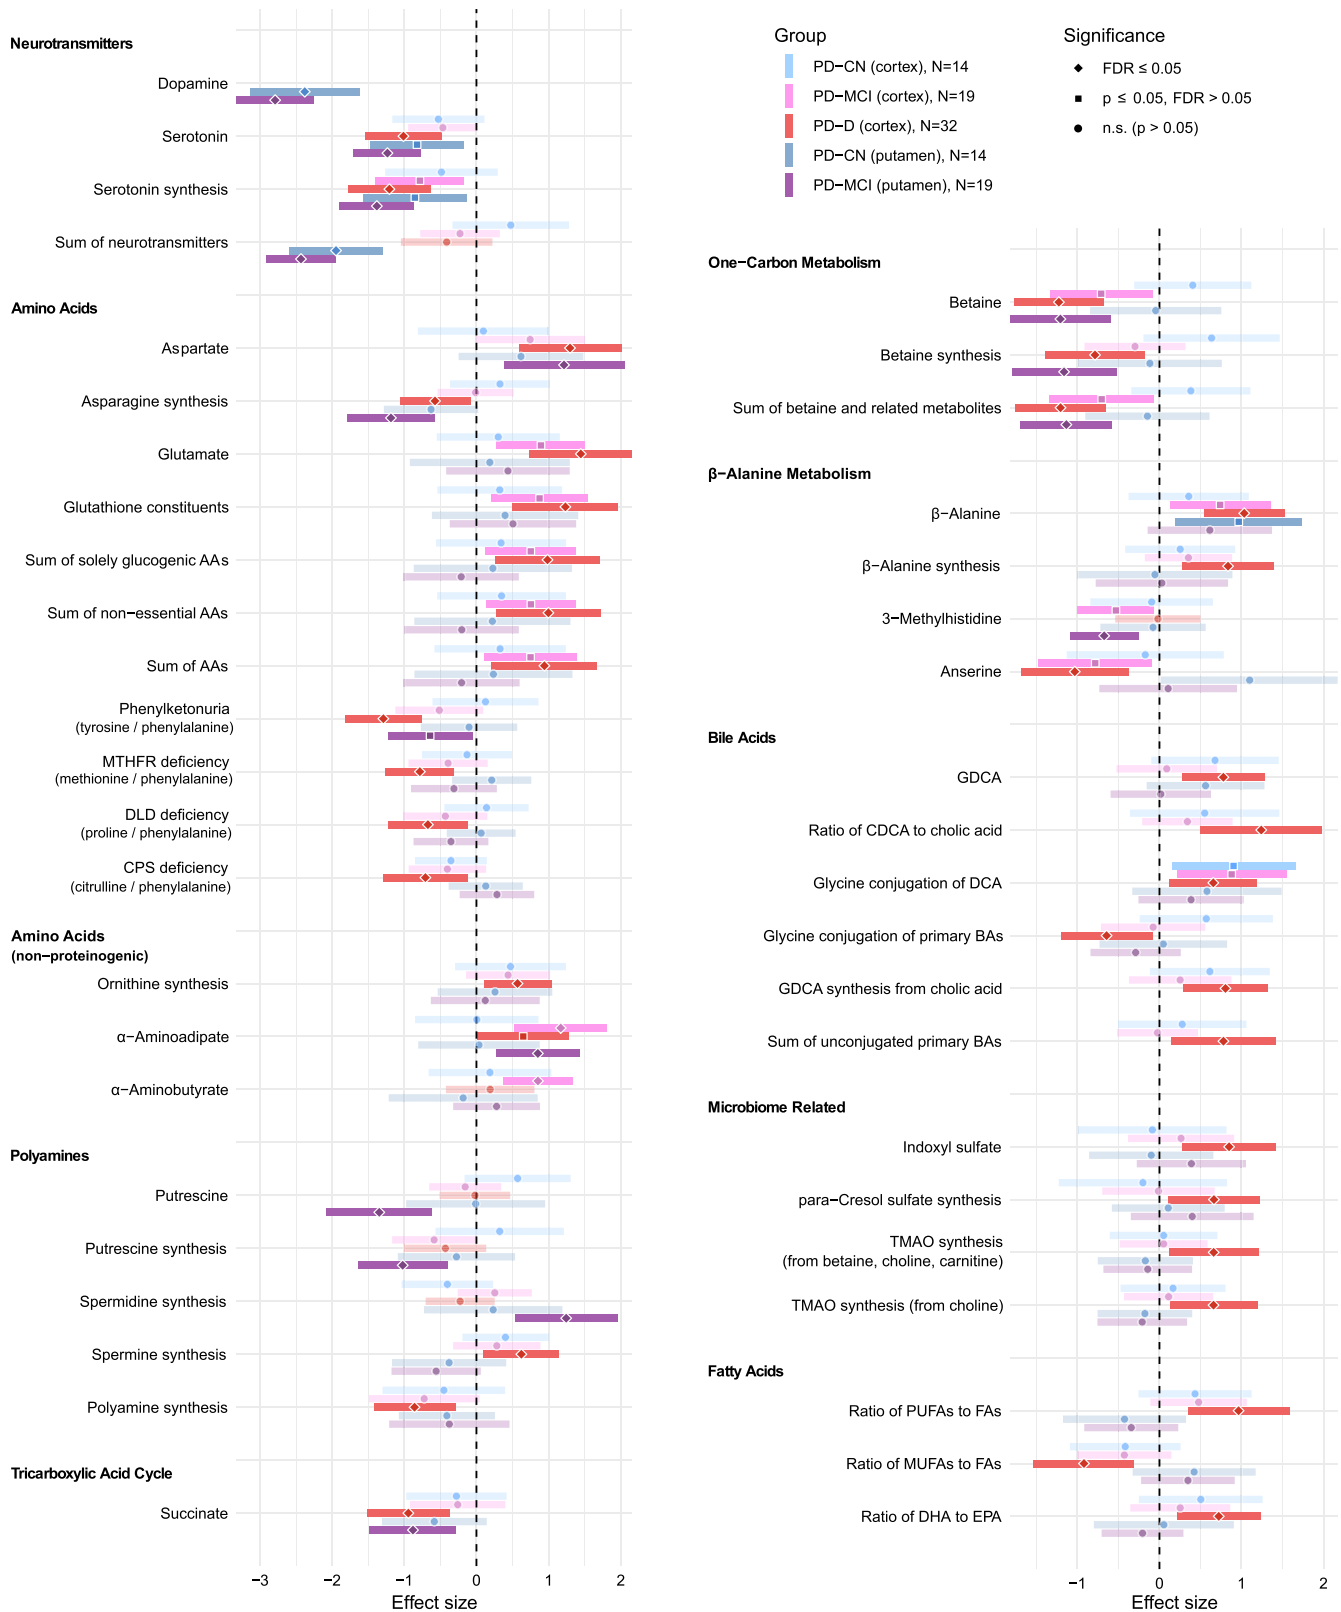 Neurotransmitters
Dopamine
Serotonin
Serotonin synthesis
Sum of neurotransmitters
Amino Acids
Aspartate
Asparagine synthesis
Glutamate
Glutathione constituents
Sum of solely glucogenic AAs
Sum of non−essential AAs
Sum of AAs
Phenylketonuria
(tyrosine / phenylalanine)
MTHFR deficiency
(methionine / phenylalanine)
DLD deficiency
(proline / phenylalanine)
CPS deficiency
(citrulline / phenylalanine)
Amino Acids
(non−proteinogenic)
Ornithine synthesis
α−Aminoadipate
α−Aminobutyrate
Polyamines
Putrescine
Putrescine synthesis
Spermidine synthesis
Spermine synthesis
Polyamine synthesis
Tricarboxylic Acid Cycle
Succinate
−3 −2 −1 0 1 2
Effect size
Group
PD−CN (cortex), N=14
PD−MCI (cortex), N=19
PD−D (cortex), N=32
PD−CN (putamen), N=14
PD−MCI (putamen), N=19
Significance
FDR ≤ 0.05
p ≤ 0.05, FDR > 0.05
n.s. (p > 0.05)
One−Carbon Metabolism
Betaine
Betaine synthesis
Sum of betaine and related metabolites
β−Alanine Metabolism
β−Alanine
β−Alanine synthesis
3−Methylhistidine
Anserine
Bile Acids
GDCA
Ratio of CDCA to cholic acid
Glycine conjugation of DCA
Glycine conjugation of primary BAs
GDCA synthesis from cholic acid
Sum of unconjugated primary BAs
Microbiome Related
Indoxyl sulfate
para−Cresol sulfate synthesis
TMAO synthesis
(from betaine, choline, carnitine)
TMAO synthesis (from choline)
Fatty Acids
Ratio of PUFAs to FAs
Ratio of MUFAs to FAs
Ratio of DHA to EPA
−1 0 1 2
Effect size